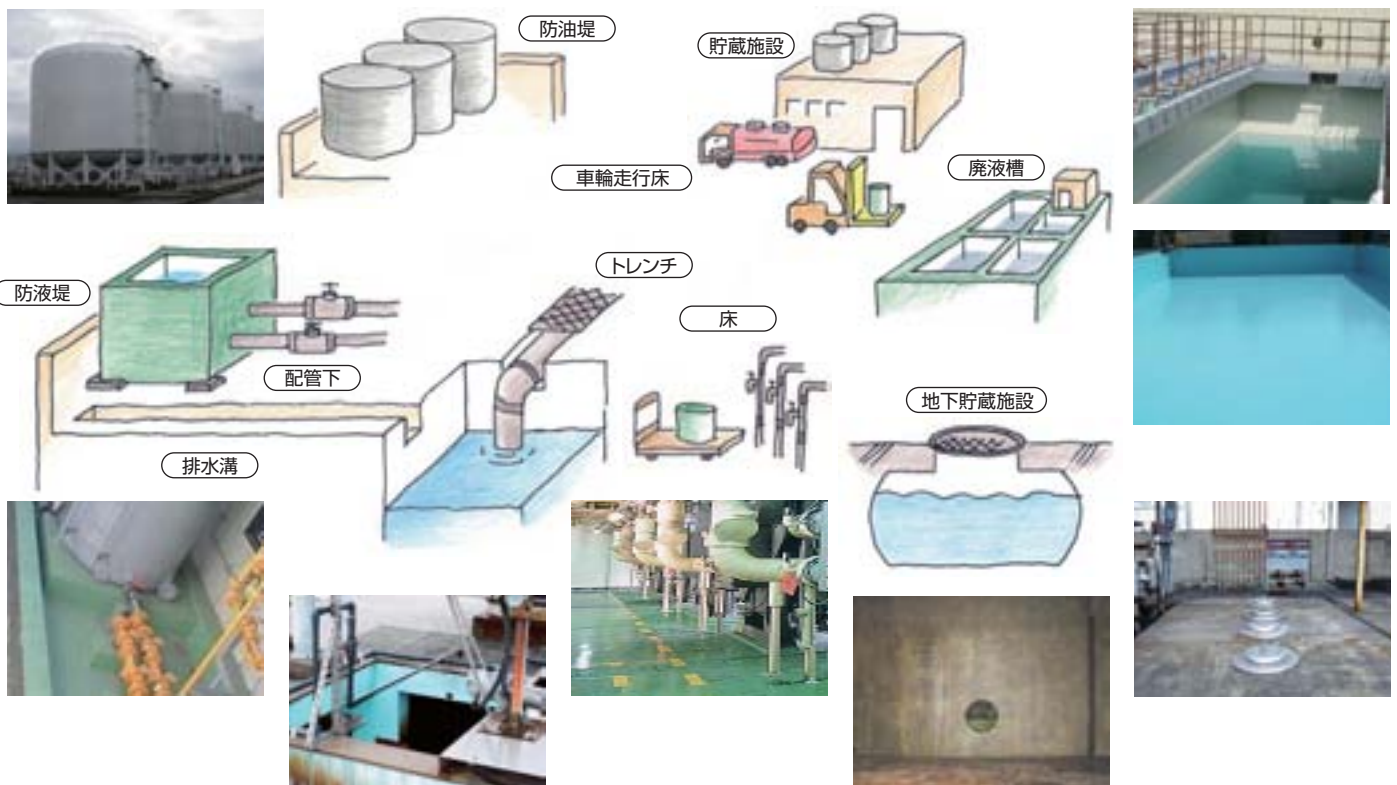 防油堤
貯蔵施設
車輪走行床
廃液槽
防液堤
トレンチ
床
配管下
地下貯蔵施設
排水溝